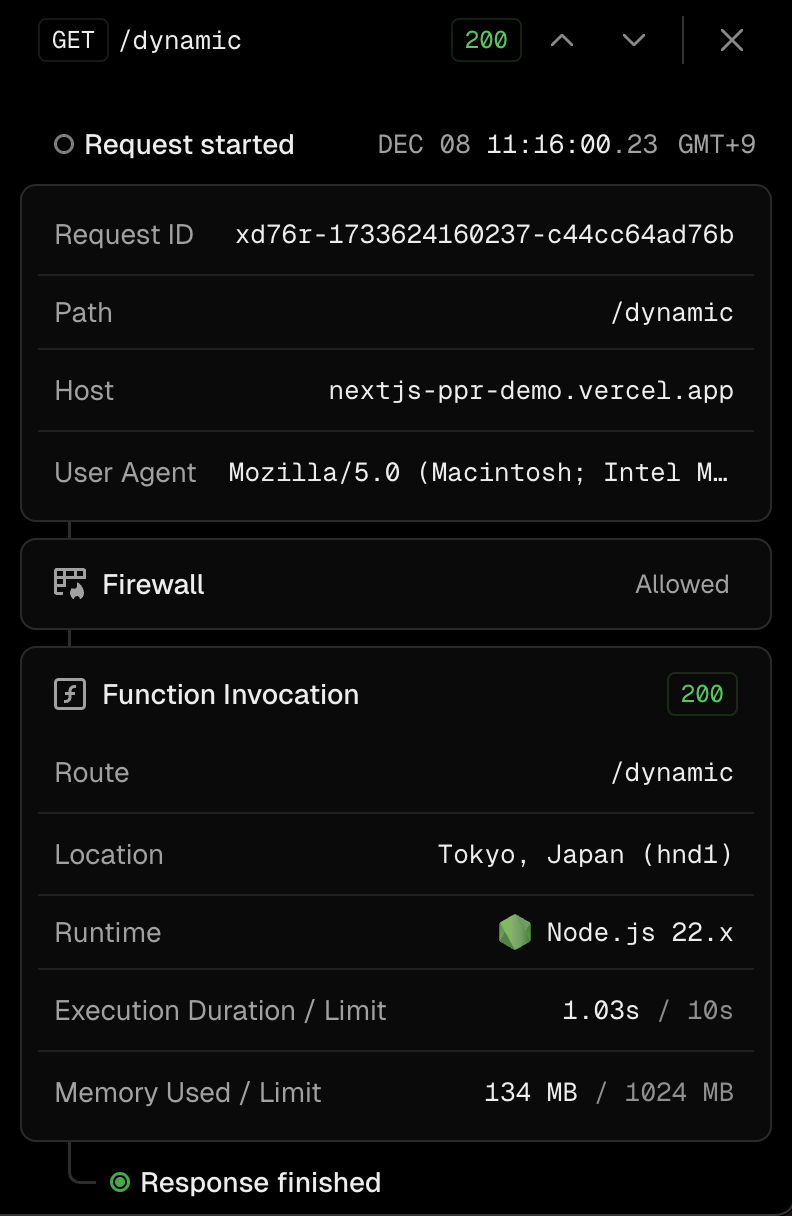 GET /dynamic 200
Request started DEC 08 11:16:00.23 GMT+9
Request ID xd76r-1733624160237-c44cc64ad76b
Path /dynamic
Host nextjs-ppr-demo.vercel.app
User Agent Mozilla/5.0 (Macintosh; Intel M…
Firewall Allowed
Function Invocation 200
Route /dynamic
Location Tokyo, Japan (hnd1)
Runtime Node.js 22.x
Execution Duration / Limit 1.03s / 10s
Memory Used / Limit 134 MB / 1024 MB
Response finished